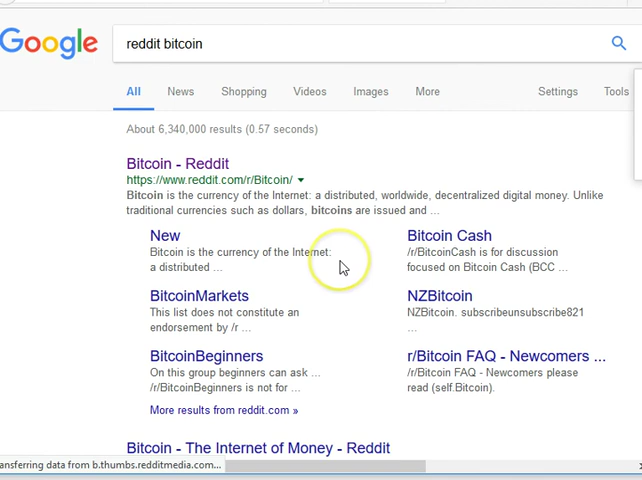 Google
reddit bitcoin
All News Shopping Videos Images More Settings Tools
About 6,340,000 results (0.57 seconds)
Bitcoin - Reddit
https://www.reddit.com/r/Bitcoin/
Bitcoin is the currency of the Internet: a distributed, worldwide, decentralized digital money. Unlike
traditional currencies such as dollars, bitcoins are issued and ...
New
Bitcoin is the currency of the Internet:
a distributed ...
Bitcoin Cash
/r/BitcoinCash is for discussion
focused on Bitcoin Cash (BCC ...
BitcoinMarkets
This list does not constitute an
endorsement by /r ...
NZBitcoin
NZBitcoin. subscribeunsubscribe821
...
BitcoinBeginners
On this group beginners can ask ...
/r/BitcoinBeginners is not for ...
r/Bitcoin FAQ - Newcomers ...
r/Bitcoin FAQ - Newcomers please
read (self.Bitcoin).
More results from reddit.com »
Bitcoin - The Internet of Money - Reddit
ansferring data from b.thumbs.redditmedia.com...